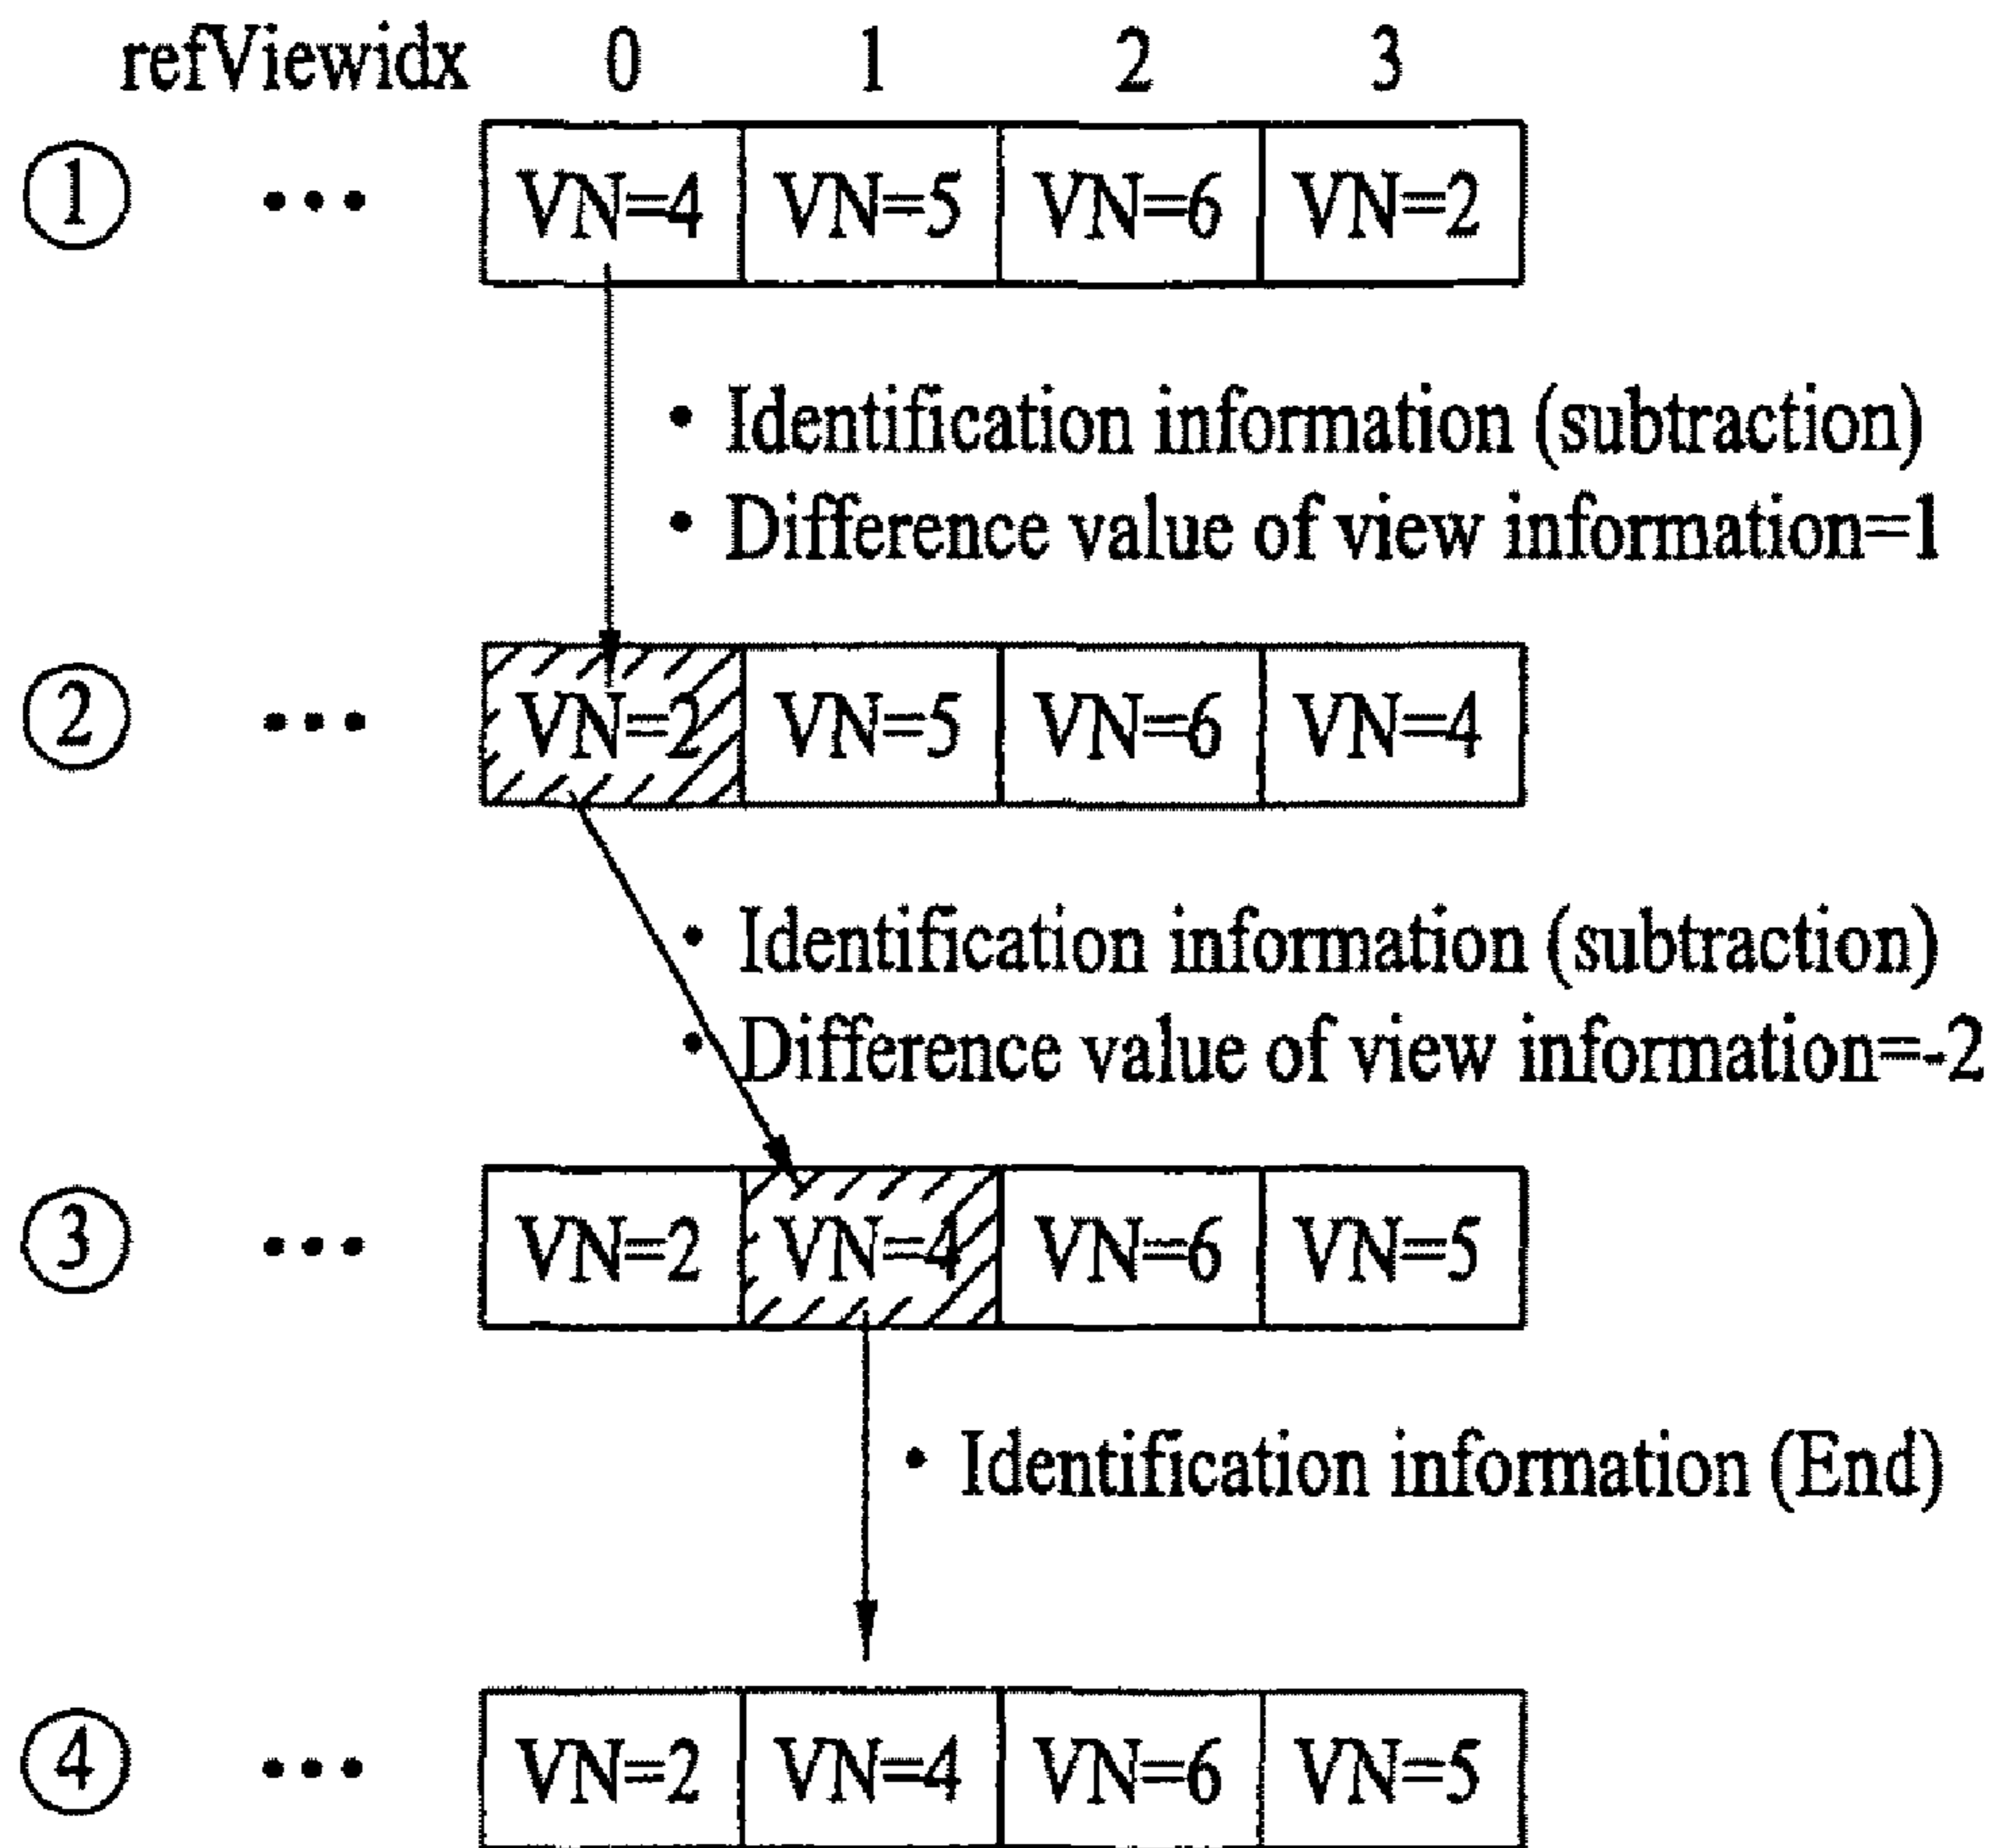 refViewidx 0 1 2 3
① ••• VN=4 VN=5 VN=6 VN=2
• Identification information (subtraction)
• Difference value of view information=1
② ••• VN=2 VN=5 VN=6 VN=4
• Identification information (subtraction)
• Difference value of view information=-2
③ ••• VN=2 VN=4 VN=6 VN=5
• Identification information (End)
④ ••• VN=2 VN=4 VN=6 VN=5